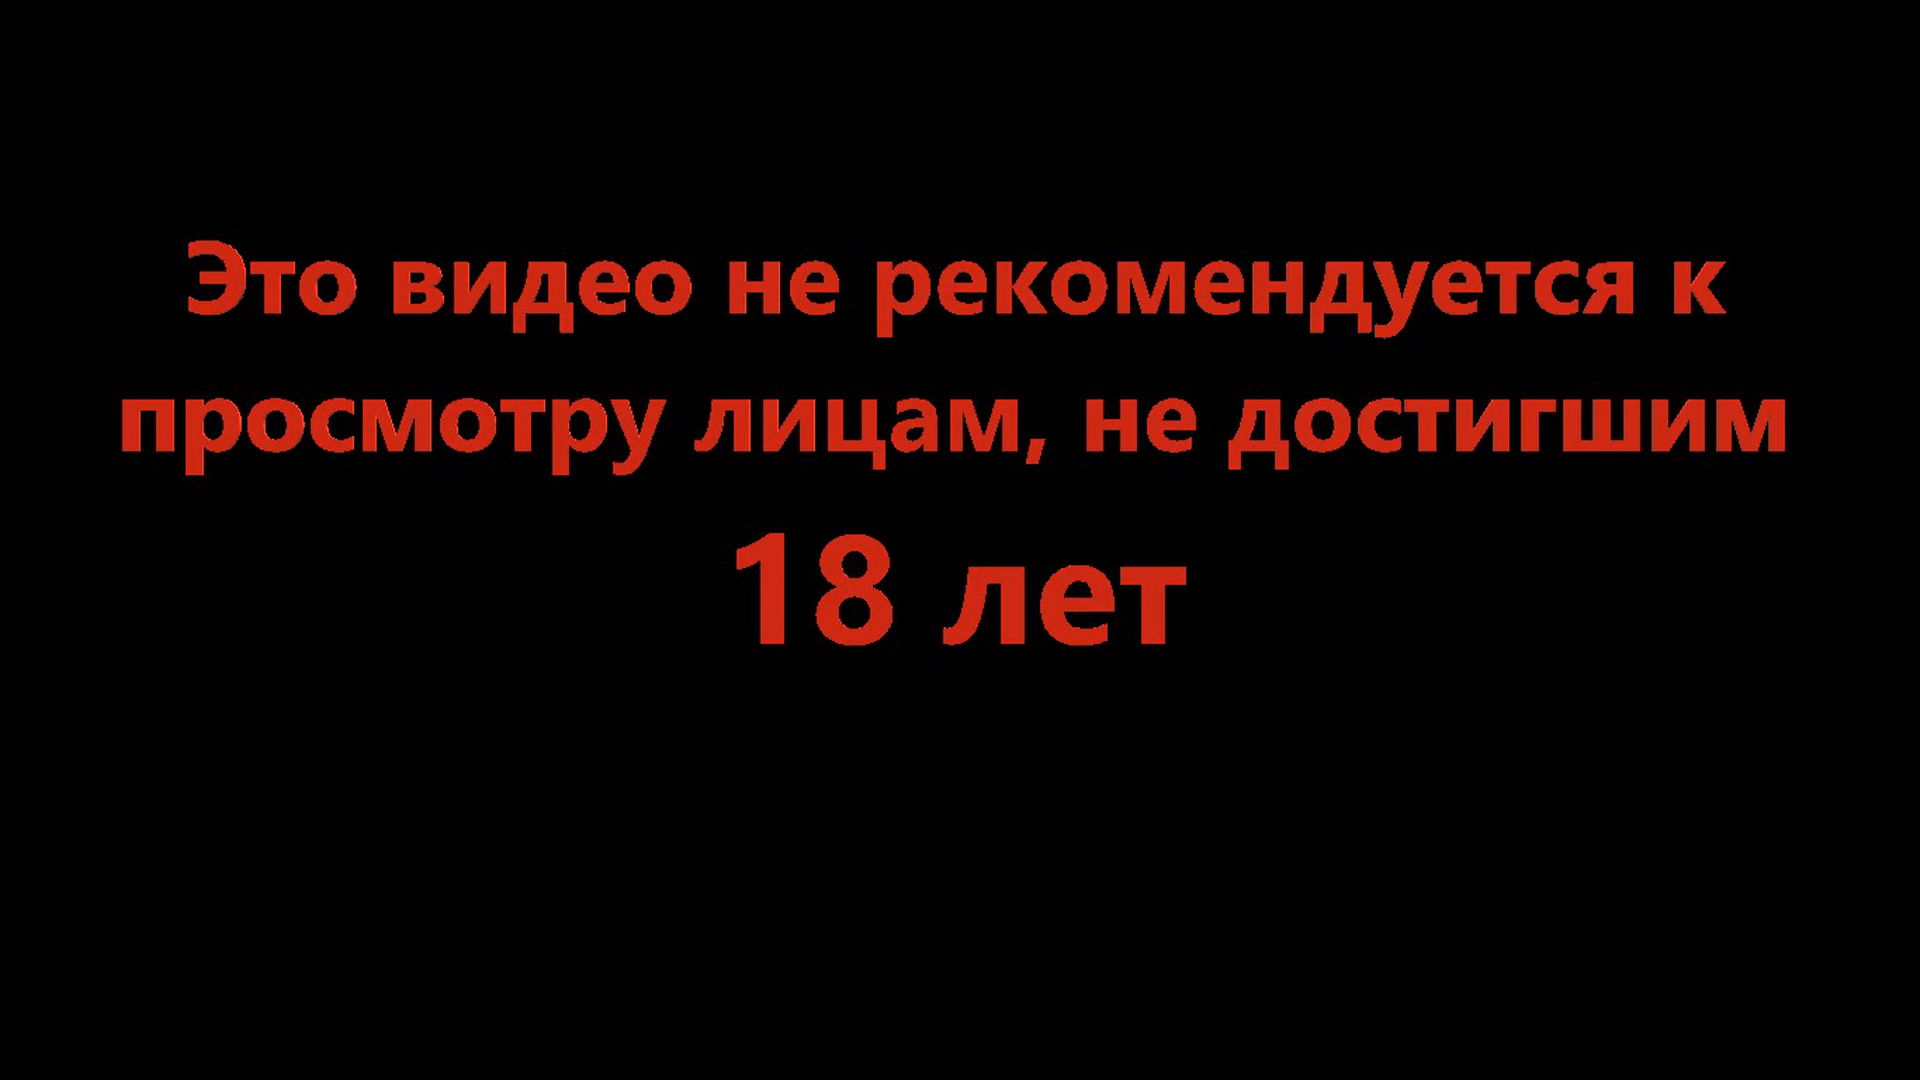 Это видео не рекомендуется к
просмотру лицам, не достигшим
18 лет